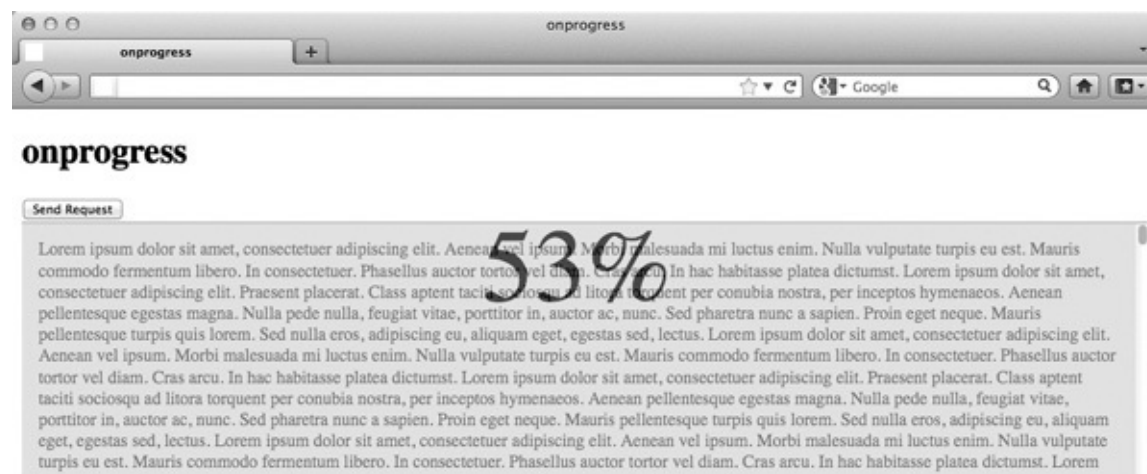 onprogress
onprogress
Google
onprogress
Send Request
53%
Lorem ipsum dolor sit amet, consectetuer adipiscing elit. Aenean vel ipsum. Morbi malesuada mi luctus enim. Nulla vulputate turpis eu est. Mauris
commodo fermentum libero. In consectetuer. Phasellus auctor tortor vel diam. Cras arcu. In hac habitasse platea dictumst. Lorem ipsum dolor sit amet,
consectetuer adipiscing elit. Praesent placerat. Class aptent taciti sociosqu ad litora torquent per conubia nostra, per inceptos hymenaeos. Aenean
pellentesque egestas magna. Nulla pede nulla, feugiat vitae, porttitor in, auctor ac, nunc. Sed pharetra nunc a sapien. Proin eget neque. Mauris
pellentesque turpis quis lorem. Sed nulla eros, adipiscing eu, aliquam eget, egestas sed, lectus. Lorem ipsum dolor sit amet, consectetuer adipiscing elit.
Aenean vel ipsum. Morbi malesuada mi luctus enim. Nulla vulputate turpis eu est. Mauris commodo fermentum libero. In consectetuer. Phasellus auctor
tortor vel diam. Cras arcu. In hac habitasse platea dictumst. Lorem ipsum dolor sit amet, consectetuer adipiscing elit. Praesent placerat. Class aptent
taciti sociosqu ad litora torquent per conubia nostra, per inceptos hymenaeos. Aenean pellentesque egestas magna. Nulla pede nulla, feugiat vitae,
porttitor in, auctor ac, nunc. Sed pharetra nunc a sapien. Proin eget neque. Mauris pellentesque turpis quis lorem. Sed nulla eros, adipiscing eu, aliquam
eget, egestas sed, lectus. Lorem ipsum dolor sit amet, consectetuer adipiscing elit. Aenean vel ipsum. Morbi malesuada mi luctus enim. Nulla vulputate
turpis eu est. Mauris commodo fermentum libero. In consectetuer. Phasellus auctor tortor vel diam. Cras arcu. In hac habitasse platea dictumst. Lorem